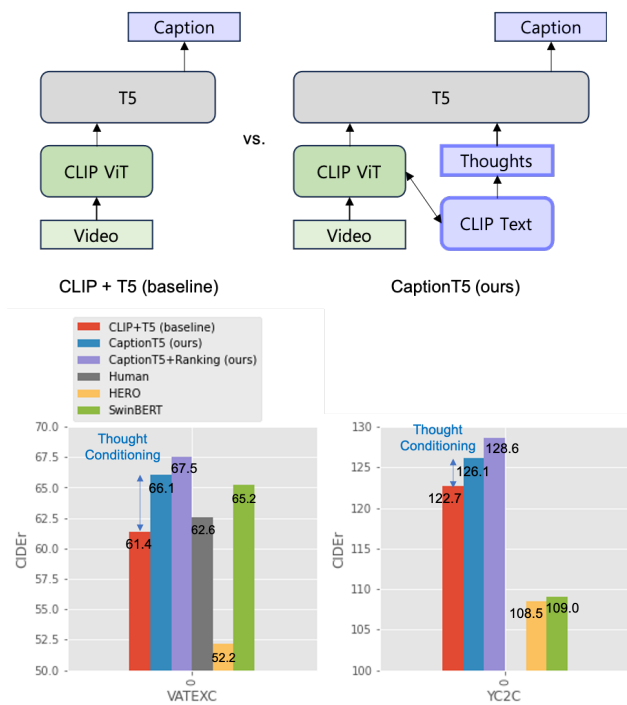 Caption
Caption
T5
T5
vs.
CLIP ViT
CLIP ViT
Thoughts
Video
Video
CLIP Text
CLIP + T5 (baseline)
CaptionT5 (ours)
CLIP+T5 (baseline)
CaptionT5 (ours)
CaptionT5+Ranking (ours)
Human
HERO
SwinBERT
70.0
67.5
65.0
62.5
60.0
57.5
55.0
52.5
50.0
CIDEr
Thought
Conditioning
61.4
66.1
67.5
62.6
52.2
65.2
0
VATEXC
130
125
120
115
110
105
100
CIDEr
Thought
Conditioning
122.7
126.1
128.6
108.5
109.0
0
YC2C